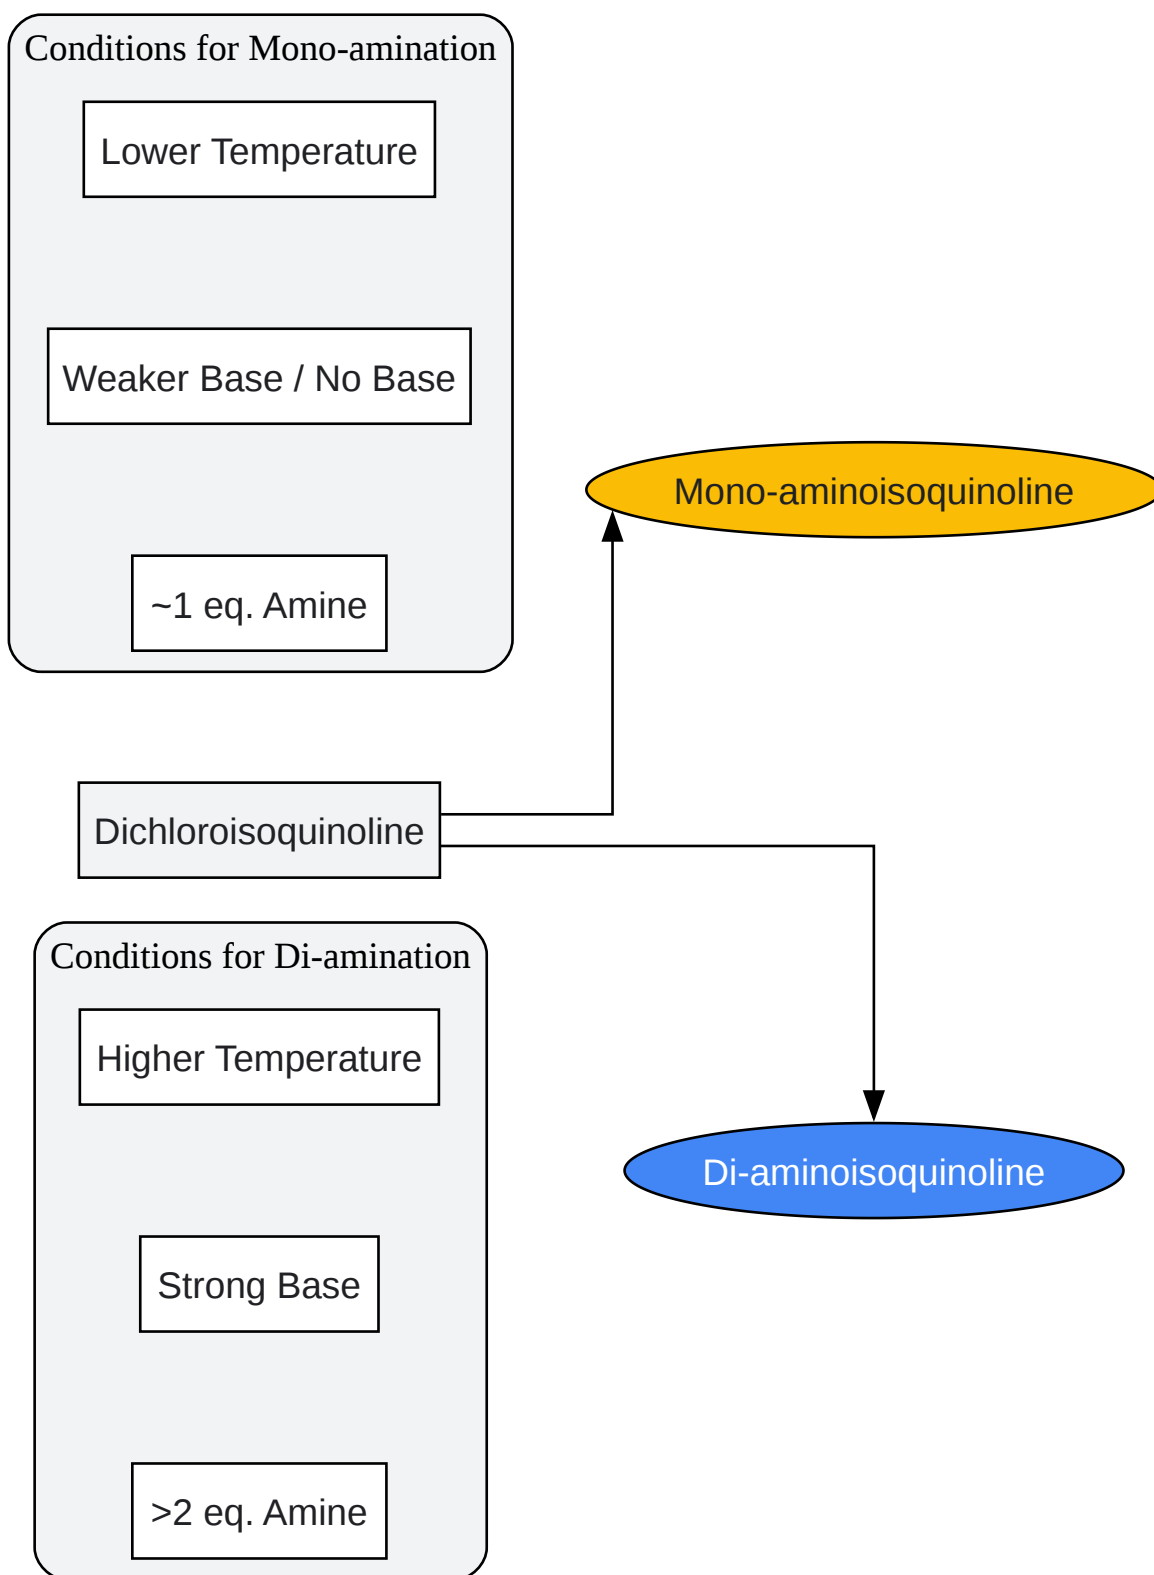 Conditions for Mono-amination
Lower Temperature
Weaker Base / No Base
~1 eq. Amine
Mono-aminoisoquinoline
Dichloroisoquinoline
Conditions for Di-amination
Higher Temperature
Strong Base
>2 eq. Amine
Di-aminoisoquinoline